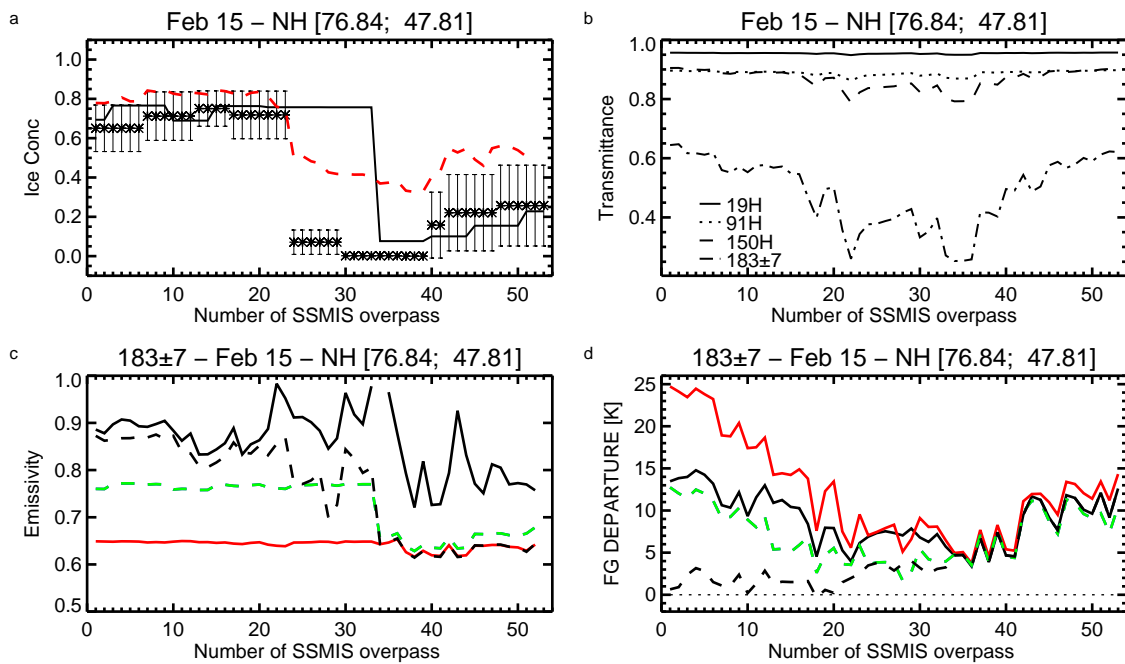 a
Feb 15 − NH [76.84; 47.81]
1.0
0.8
0.6
0.4
0.2
0.0
Ice Conc
0 10 20 30 40 50
Number of SSMIS overpass
b
Feb 15 − NH [76.84; 47.81]
1.0
0.8
0.6
0.4
Transmittance
19H
91H
150H
183±7
0 10 20 30 40 50
Number of SSMIS overpass
c
183±7 − Feb 15 − NH [76.84; 47.81]
1.0
0.9
0.8
0.7
0.6
0.5
Emissivity
0 10 20 30 40 50
Number of SSMIS overpass
d
183±7 − Feb 15 − NH [76.84; 47.81]
25
20
15
10
5
0
FG DEPARTURE [K]
0 10 20 30 40 50
Number of SSMIS overpass